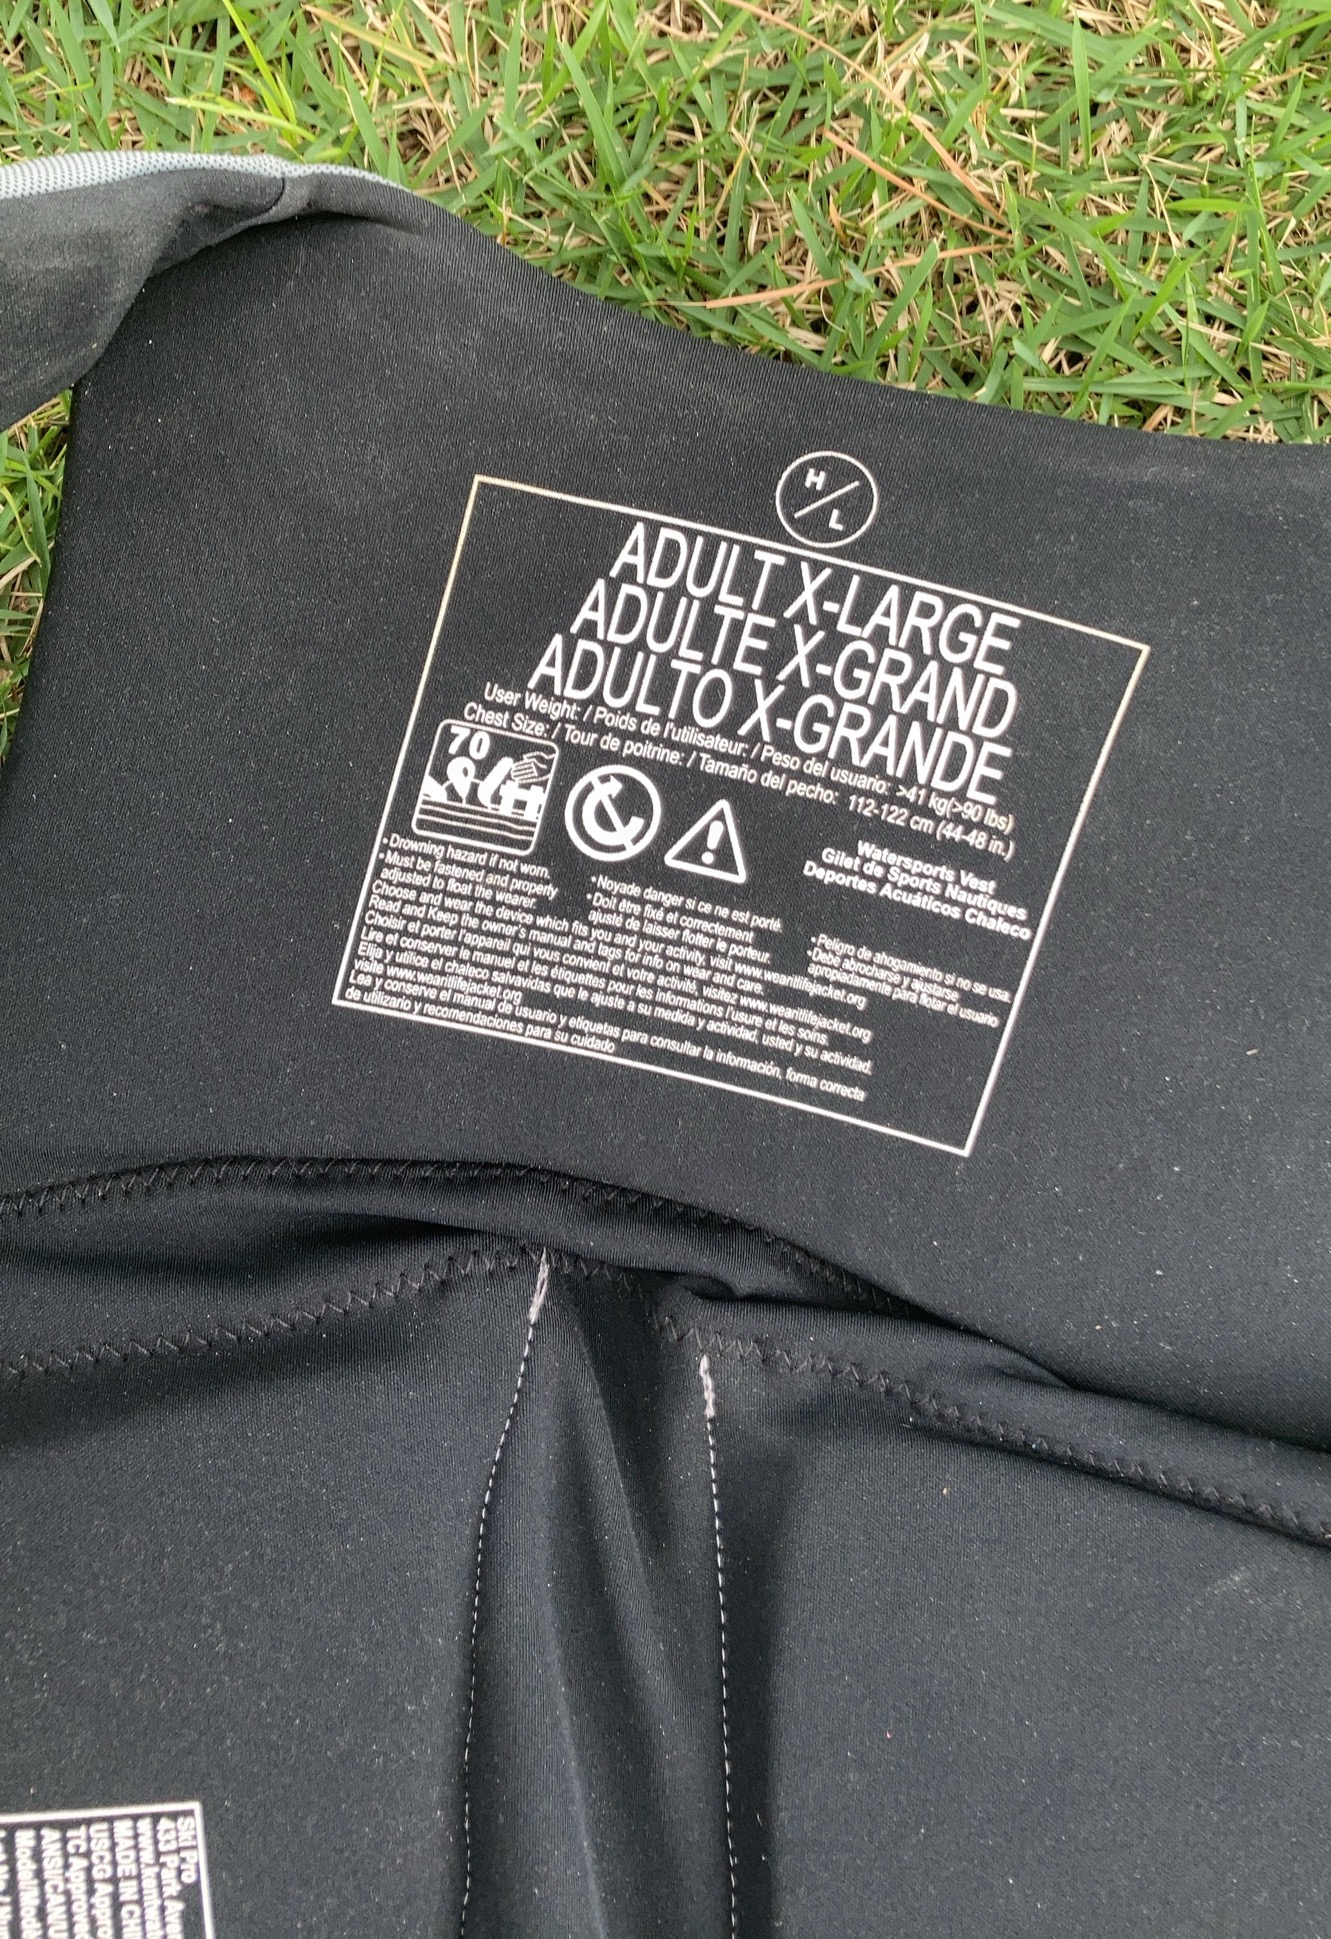 H/L
ADULT X-LARGE
ADULTE X-GRAND
ADULTO X-GRANDE
User Weight: / Poids de l'utilisateur: / Peso del usuario: >41 kg(>90 lbs)
Chest Size: / Tour de poitrine: / Tamaño del pecho: 112-122 cm (44-48 in.)
70
Watersports Vest
Gilet de Sports Nautiques
Deportes Acuáticos Chaleco
•Drowning hazard if not worn.
•Must be fastened and properly
adjusted to float the wearer.
•Noyade danger si ce ne est porté.
•Doit être fixé et correctement
ajusté de laisser flotter le porteur.
•Peligro de ahogamiento si no se usa.
•Debe abrocharse y ajustarse
apropiadamente para flotar el usuario
Choose and wear the device which fits you and your activity, visit www.wearitlifejacket.org
Read and Keep the owner's manual and tags for info on wear and care.
Choisir et porter l'appareil qui vous convient et votre activité, visitez www.wearitlifejacket.org
Lire et conserver le manuel et les étiquettes pour les informations l'usure et les soins.
Elija y utilice el chaleco salvavidas que le ajuste a su medida y actividad, usted y su actividad,
visite www.wearitlifejacket.org
Lea y conserve el manual de usuario y etiquetas para consultar la información, forma correcta
de utilizario y recomendaciones para su cuidado
Ski Pro
433 Park
MADE IN
USCG
TC